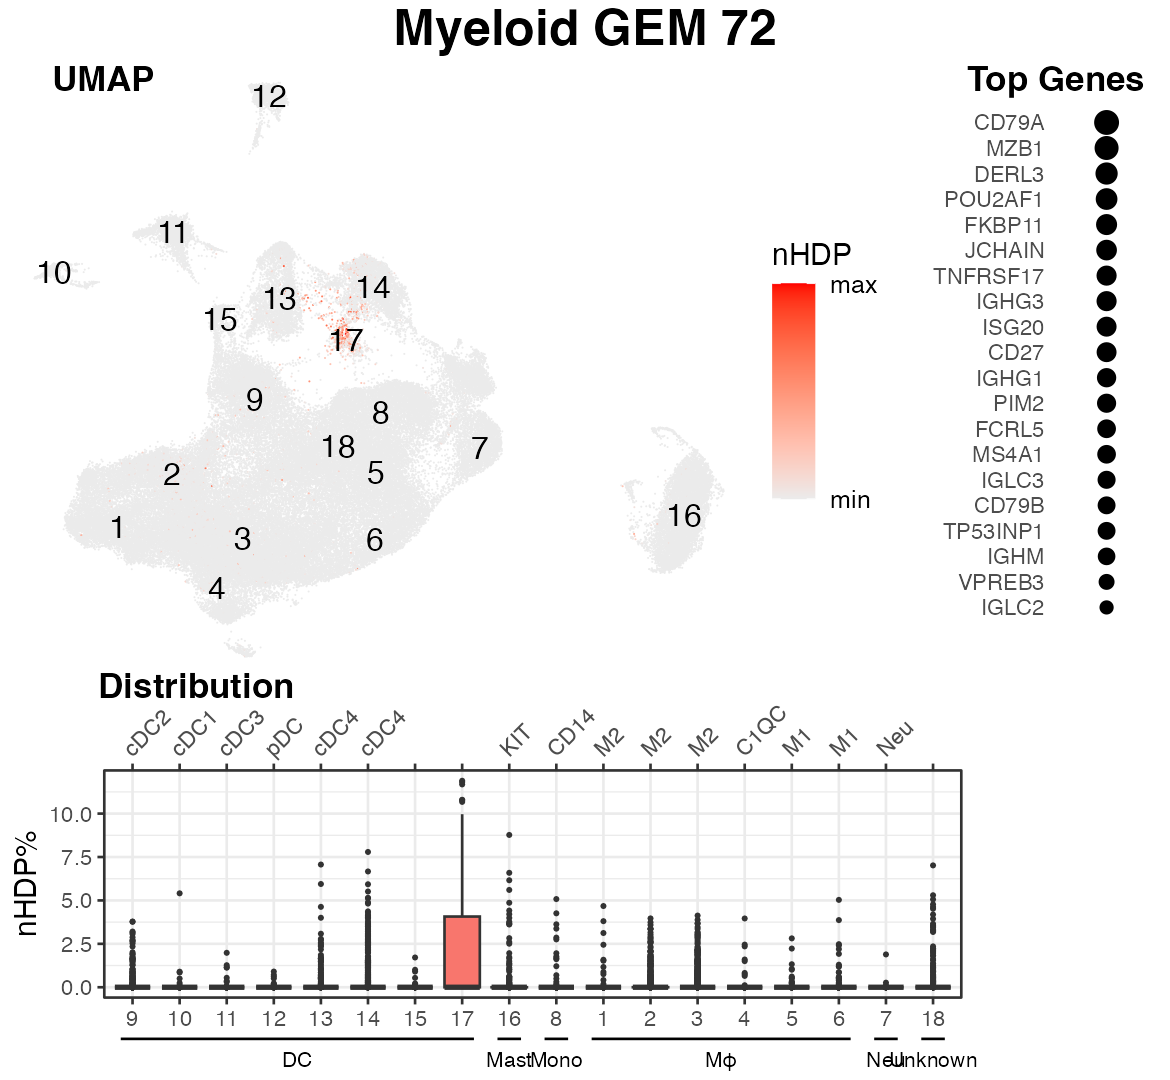 Myeloid GEM 72
UMAP
12
11
10
13
14
15
17
9
8
18
7
2
5
1
3
6
4
16
nHDP
max
min
Top Genes
CD79A
MZB1
DERL3
POU2AF1
FKBP11
JCHAIN
TNFRSF17
IGHG3
ISG20
CD27
IGHG1
PIM2
FCRL5
MS4A1
IGLC3
CD79B
TP53INP1
IGHM
VPREB3
IGLC2
Distribution
cDC2 cDC1 cDC3 pDC cDC4 cDC4 KIT CD14 M2 M2 M2 C1QC M1 M1 Neu
nHDP%
10.0
7.5
5.0
2.5
0.0
9 10 11 12 13 14 15 17 16 8 1 2 3 4 5 6 7 18
DC Mast Mono Mϕ Neu Unknown